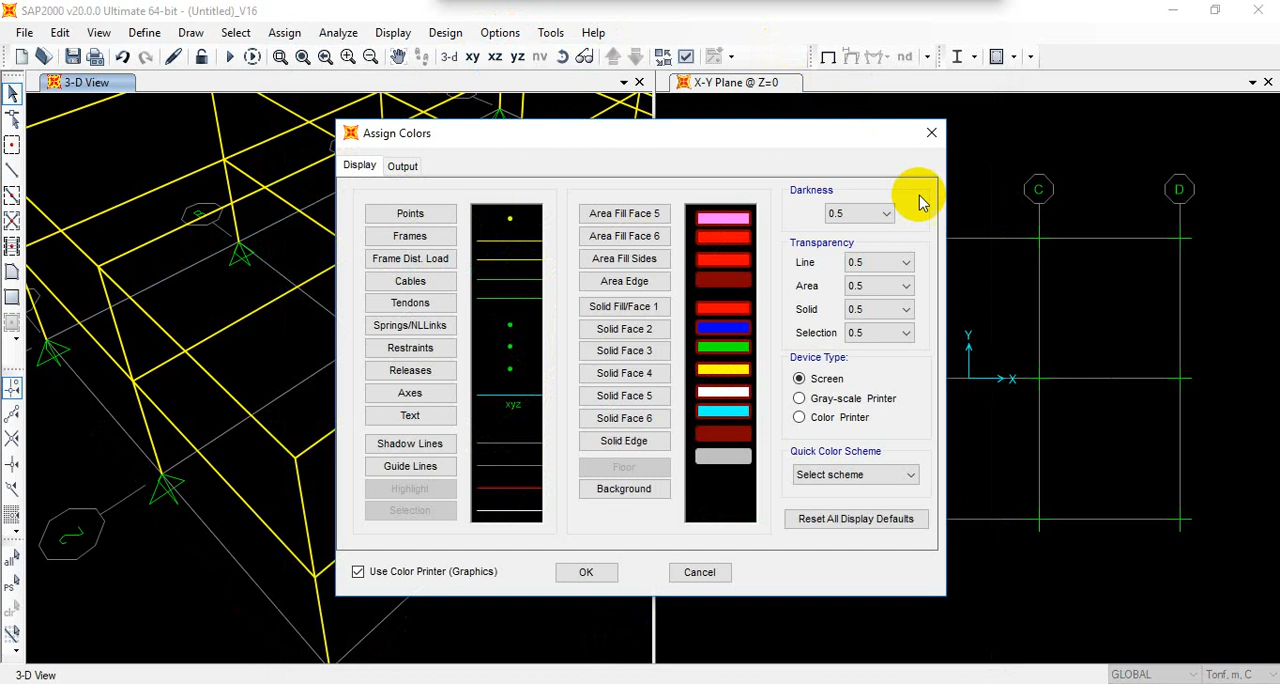 SAP2000 v20.0.0 Ultimate 64-bit - (Untitled)_V16
File Edit View Define Draw Select Assign Analyze Display Design Options Tools Help
3-d xy xz yz nv nd
3-D View
X-Y Plane @ Z=0
Assign Colors
Display Output
Points
Frames
Frame Dist. Load
Cables
Tendons
Springs/NLLinks
Restraints
Releases
Axes
Text
Shadow Lines
Guide Lines
Highlight
Selection
xyz
Area Fill Face 5
Area Fill Face 6
Area Fill Sides
Area Edge
Solid Fill/Face 1
Solid Face 2
Solid Face 3
Solid Face 4
Solid Face 5
Solid Face 6
Solid Edge
Floor
Background
Darkness
0.5
Transparency
Line 0.5
Area 0.5
Solid 0.5
Selection 0.5
Device Type:
Screen
Gray-scale Printer
Color Printer
Quick Color Scheme
Select scheme
Reset All Display Defaults
Use Color Printer (Graphics)
OK
Cancel
C D
Y
X
2
all
PS
clr
3-D View
GLOBAL
Tonf, m, C